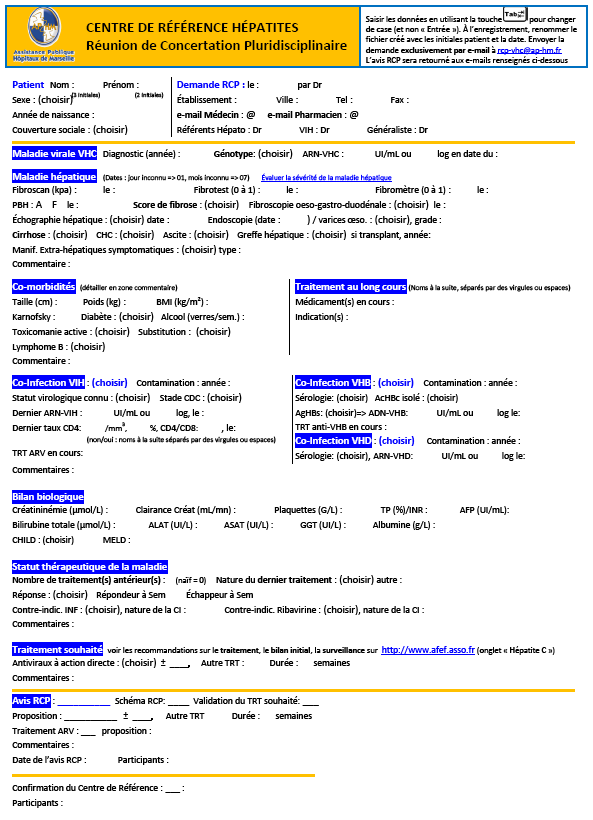 Assistance Publique
Hôpitaux de Marseille
CENTRE DE RÉFÉRENCE HÉPATITES
Réunion de Concertation Pluridisciplinaire
Saisir les données en utilisant la touche Tab pour changer
de case (et non « Entrée »). À l'enregistrement, renommer le
fichier créé avec les initiales patient et la date. Envoyer la
demande exclusivement par e-mail à rcp-vhc@ap-hm.fr
L'avis RCP sera retourné aux e-mails renseignés ci-dessous
Patient Nom : Prénom :
(3 initiales) (2 initiales)
Sexe : (choisir)
Année de naissance :
Couverture sociale : (choisir)
Demande RCP : le : par Dr
Établissement : Ville : Tel : Fax :
e-mail Médecin : @ e-mail Pharmacien : @
Référents Hépato : Dr VIH : Dr Généraliste : Dr
Maladie virale VHC Diagnostic (année) : Génotype: (choisir) ARN-VHC : UI/mL ou log en date du :
Maladie hépatique (Dates : jour inconnu => 01, mois inconnu => 07) Évaluer la sévérité de la maladie hépatique
Fibroscan (kpa) : le : Fibrotest (0 à 1) : le : Fibromètre (0 à 1) : le :
PBH : A F le : Score de fibrose : (choisir) Fibroscopie oeso-gastro-duodénale : (choisir) le :
Échographie hépatique : (choisir) date : Endoscopie (date : ) / varices œso. : (choisir), grade :
Cirrhose : (choisir) CHC : (choisir) Ascite : (choisir) Greffe hépatique : (choisir) si transplant, année:
Manif. Extra-hépatiques symptomatiques : (choisir) type :
Commentaire :
Co-morbidités (détailler en zone commentaire)
Taille (cm) : Poids (kg) : BMI (kg/m²) :
Karnofsky : Diabète : (choisir) Alcool (verres/sem.) :
Toxicomanie active : (choisir) Substitution : (choisir)
Lymphome B : (choisir)
Commentaire :
Traitement au long cours (Noms à la suite, séparés par des virgules ou espaces)
Médicament(s) en cours :
Indication(s) :
Co-Infection VIH : (choisir) Contamination : année :
Statut virologique connu : (choisir) Stade CDC : (choisir)
Dernier ARN-VIH : UI/mL ou log, le :
Dernier taux CD4: /mm³, %, CD4/CD8: , le:
(non/oui : noms à la suite séparés par des virgules ou espaces)
TRT ARV en cours:
Commentaires :
Co-Infection VHB : (choisir) Contamination : année :
Sérologie: (choisir) AcHBc isolé : (choisir)
AgHBs: (choisir)=> ADN-VHB: UI/mL ou log le:
TRT anti-VHB en cours :
Co-Infection VHD : (choisir) Contamination : année :
Sérologie: (choisir), ARN-VHD: UI/mL ou log le:
Bilan biologique
Créatininémie (µmol/L) : Clairance Créat (mL/mn) : Plaquettes (G/L) : TP (%)/INR : AFP (UI/mL):
Bilirubine totale (µmol/L) : ALAT (UI/L) : ASAT (UI/L) : GGT (UI/L) : Albumine (g/L) :
CHILD : (choisir) MELD :
Statut thérapeutique de la maladie
Nombre de traitement(s) antérieur(s) : (naïf = 0) Nature du dernier traitement : (choisir) autre :
Réponse : (choisir) Répondeur à Sem Échappeur à Sem
Contre-indic. INF : (choisir), nature de la CI : Contre-indic. Ribavirine : (choisir), nature de la CI :
Commentaires :
Traitement souhaité voir les recommandations sur le traitement, le bilan initial, la surveillance sur http://www.afef.asso.fr (onglet « Hépatite C »)
Antiviraux à action directe : (choisir) ± ____, Autre TRT : Durée : semaines
Commentaires :
Avis RCP : __________ Schéma RCP: ____ Validation du TRT souhaité: ___
Proposition : __________ ± ____, Autre TRT Durée : semaines
Traitement ARV : ___ proposition :
Commentaires :
Date de l'avis RCP : Participants :
Confirmation du Centre de Référence : ___ :
Participants :